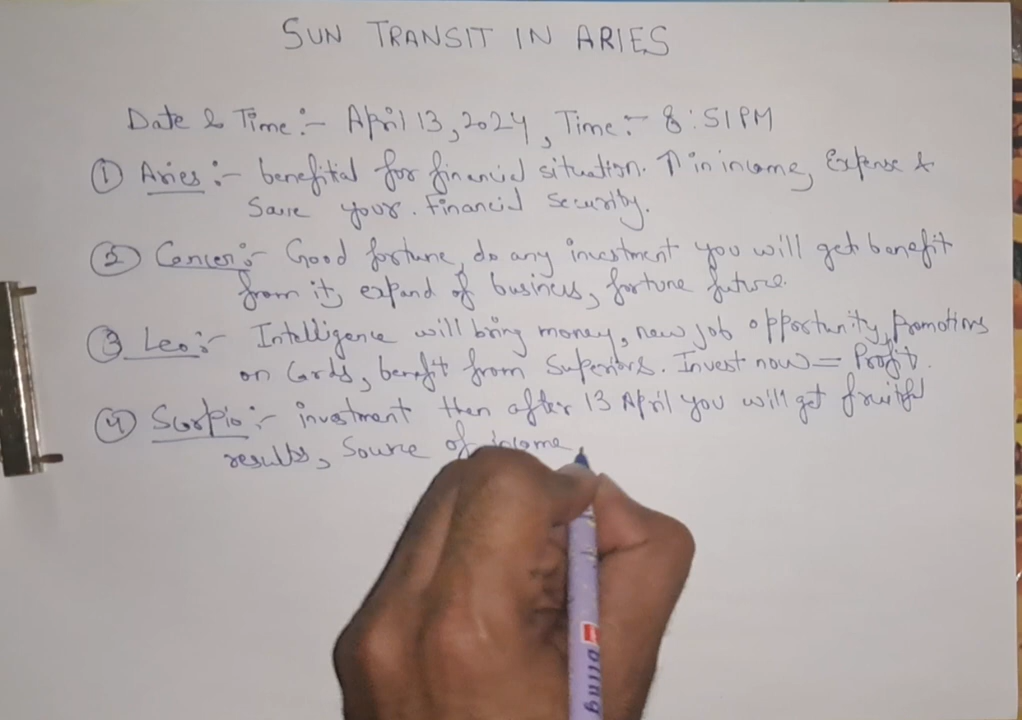 SUN TRANSIT IN ARIES
Date & Time :- April 13, 2024, Time :- 8:51PM
① Aries :- benefitial for financial situation. ↑ in income, Expense &
Save your. Financial Security.
② Cancer :- Good fortune, do any investment you will get benefit
from it, expand of business, fortune future.
③ Leo :- Intelligence will bring money, new job opportunity, promotions
on Cards, benefit from Superiors. Invest now = Profit.
④ Scorpio :- investment then after 13 April you will get fruitful
results, Source of income,
pling